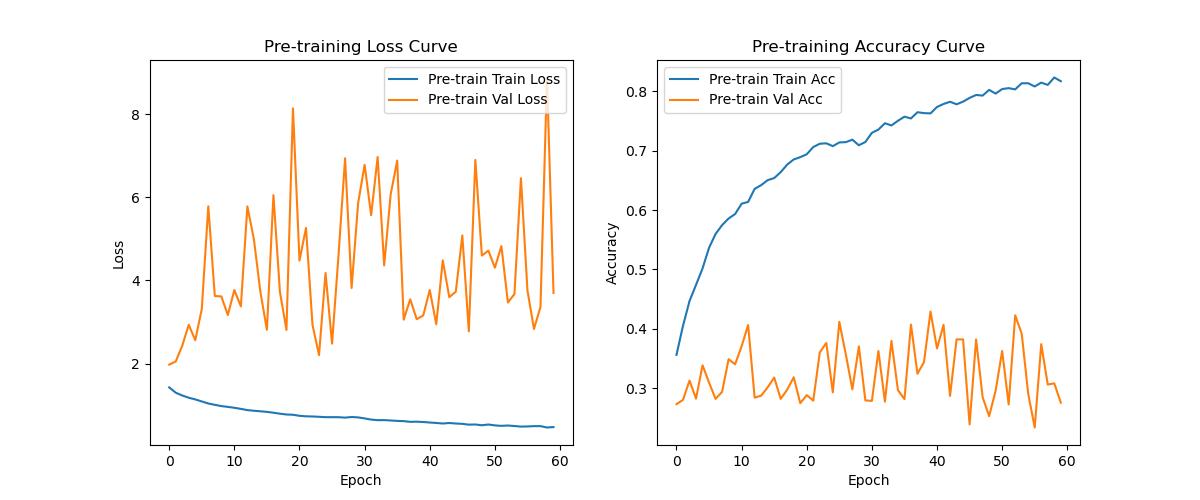 Pre-training Loss Curve
Pre-train Train Loss
Pre-train Val Loss
8
6
4
2
Loss
0
10
20
30
40
50
60
Epoch
Pre-training Accuracy Curve
Pre-train Train Acc
Pre-train Val Acc
0.8
0.7
0.6
0.5
0.4
0.3
Accuracy
0
10
20
30
40
50
60
Epoch